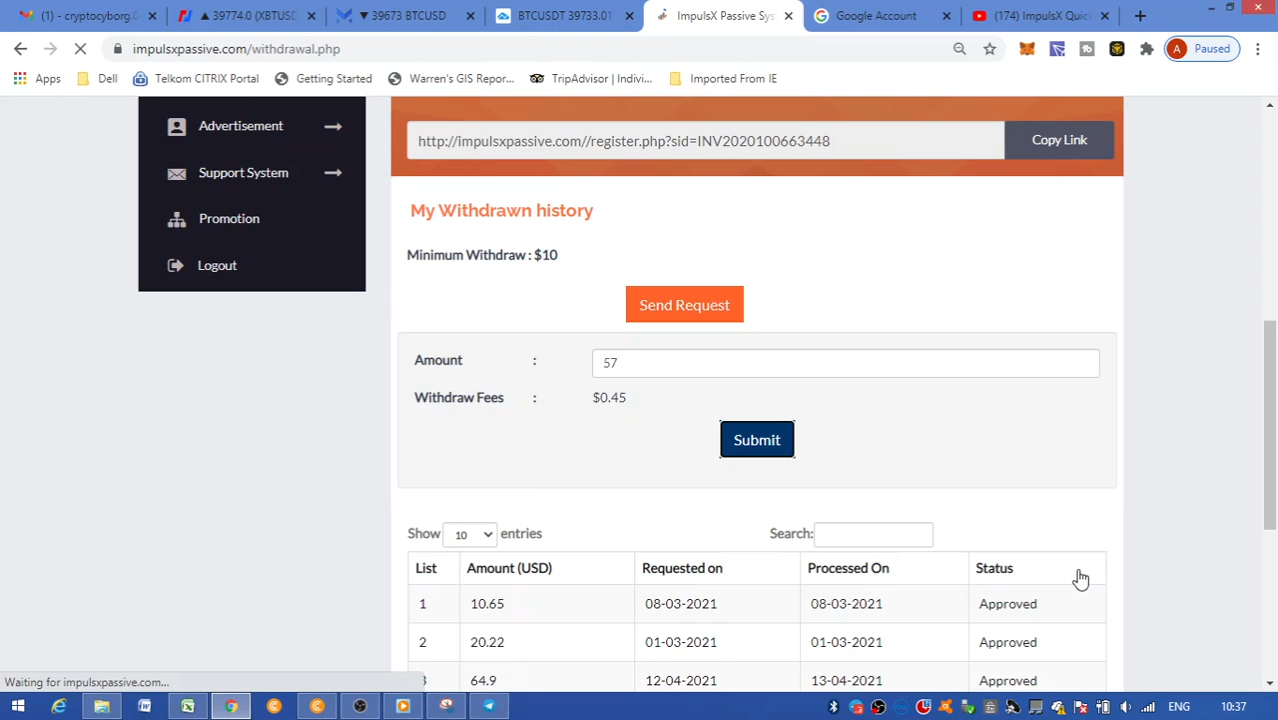 (1) - cryptocyborg.
▲ 39774.0 (XBTUSD
▼ 39673 BTCUSD
BTCUSDT 39733.01
ImpulsX Passive Sys
Google Account
(174) ImpulsX Quic
impulsxpassive.com/withdrawal.php
A Paused
Apps
Dell
Telkom CITRIX Portal
Getting Started
Warren's GIS Repor...
TripAdvisor | Indivi...
Imported From IE
Advertisement
Support System
Promotion
Logout
http://impulsxpassive.com//register.php?sid=INV2020100663448
Copy Link
My Withdrawn history
Minimum Withdraw : $10
Send Request
Amount : 57
Withdraw Fees : $0.45
Submit
Show 10 entries
Search:
List Amount (USD) Requested on Processed On Status
1 10.65 08-03-2021 08-03-2021 Approved
2 20.22 01-03-2021 01-03-2021 Approved
3 64.9 12-04-2021 13-04-2021 Approved
Waiting for impulsxpassive.com...
ENG
10:37